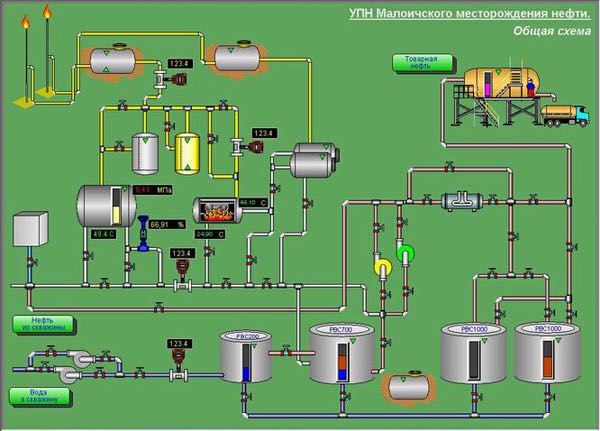 УПН Малоичского месторождения нефти.
Общая схема
123.4
Товарная
нефть
123.4
0,43 МПа
44,10 C
49.4 C
66,91 %
24,90 C
123.4
Нефть
из скважины
123.4
РВС200
РВС700
РВС1000
РВС1000
Вода
в скважину